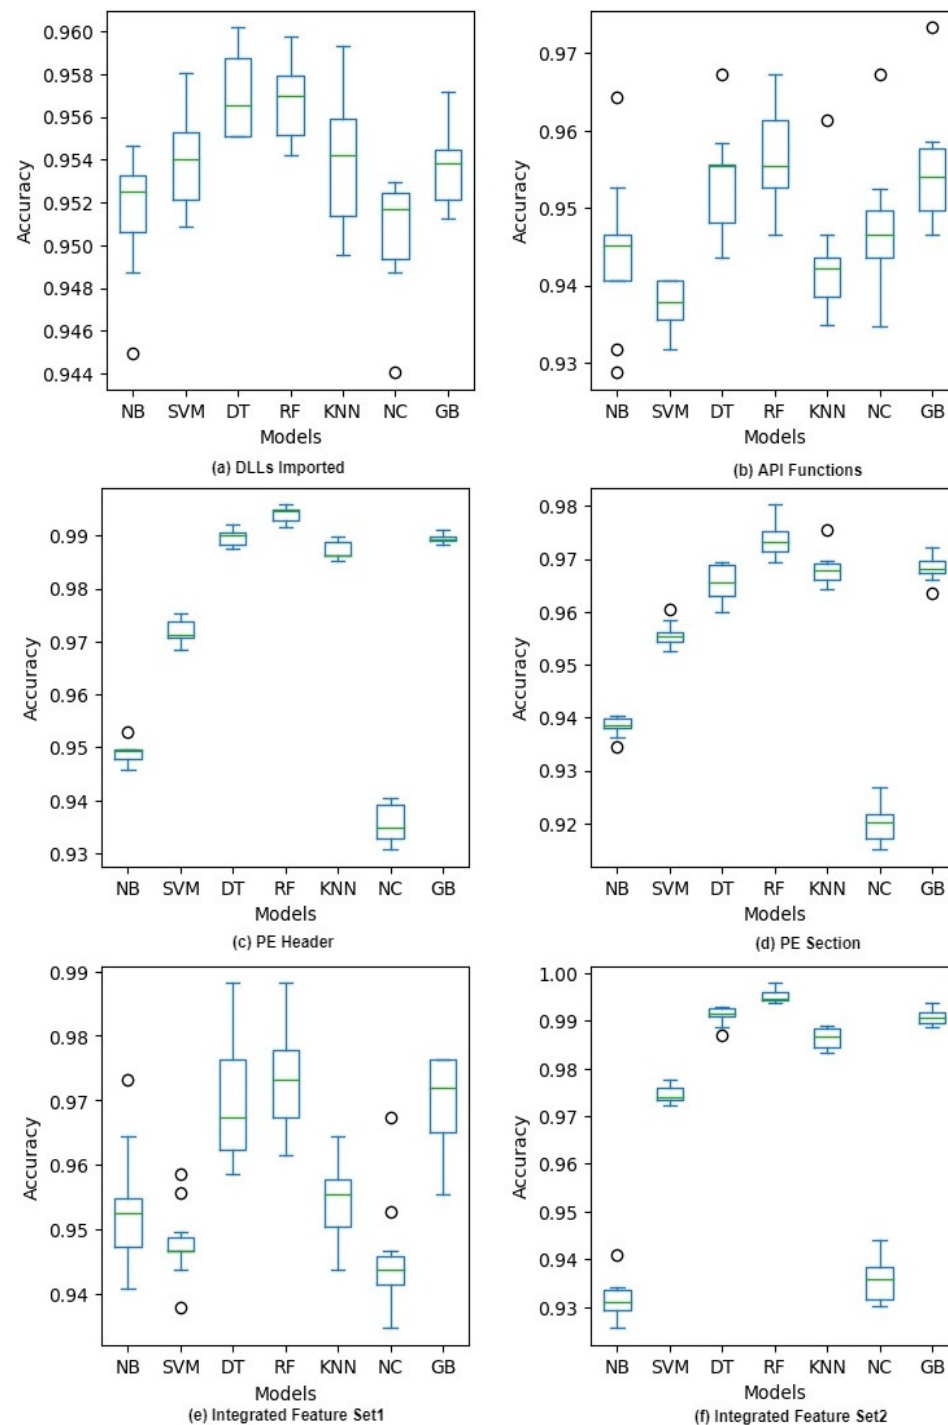 0.960
0.958
0.956
0.954
0.952
0.950
0.948
0.946
0.944
Accuracy
NB SVM DT RF KNN NC GB
Models
(a) DLLs Imported
0.97
0.96
0.95
0.94
0.93
Accuracy
NB SVM DT RF KNN NC GB
Models
(b) API Functions
0.99
0.98
0.97
0.96
0.95
0.94
0.93
Accuracy
NB SVM DT RF KNN NC GB
Models
(c) PE Header
0.98
0.97
0.96
0.95
0.94
0.93
0.92
Accuracy
NB SVM DT RF KNN NC GB
Models
(d) PE Section
0.99
0.98
0.97
0.96
0.95
0.94
Accuracy
NB SVM DT RF KNN NC GB
Models
(e) Integrated Feature Set1
1.00
0.99
0.98
0.97
0.96
0.95
0.94
0.93
Accuracy
NB SVM DT RF KNN NC GB
Models
(f) Integrated Feature Set2